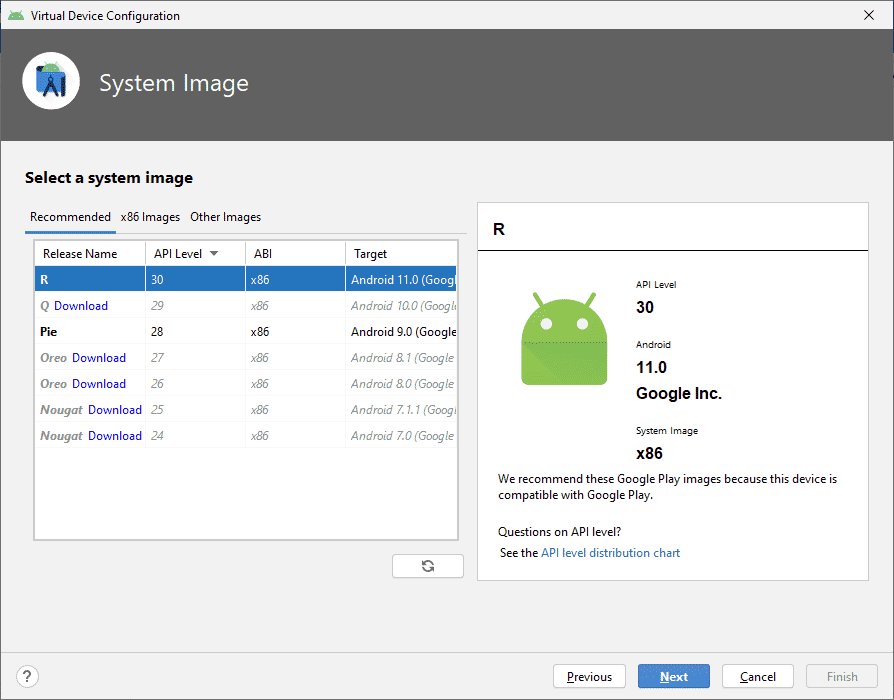 Virtual Device Configuration
System Image
Select a system image
Recommended x86 Images Other Images
Release Name API Level ABI Target
R 30 x86 Android 11.0 (Googl
Q Download 29 x86 Android 10.0 (Google
Pie 28 x86 Android 9.0 (Google
Oreo Download 27 x86 Android 8.1 (Google
Oreo Download 26 x86 Android 8.0 (Google
Nougat Download 25 x86 Android 7.1.1 (Googl
Nougat Download 24 x86 Android 7.0 (Google
R
API Level
30
Android
11.0
Google Inc.
System Image
x86
We recommend these Google Play images because this device is
compatible with Google Play.
Questions on API level?
See the API level distribution chart
? Previous Next Cancel Finish